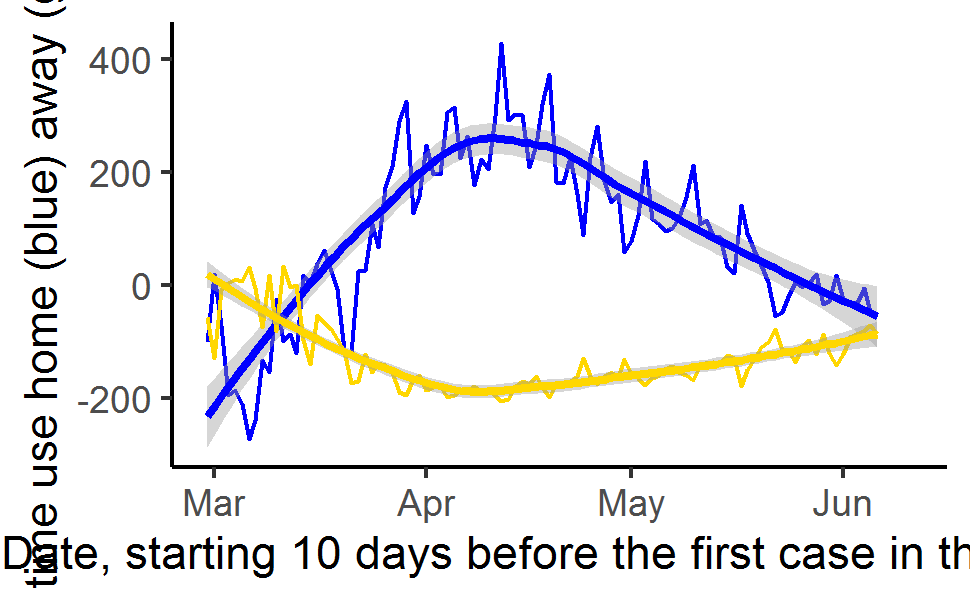 time use home (blue) away (
400
200
0
-200
Mar Apr May Jun
Date, starting 10 days before the first case in th